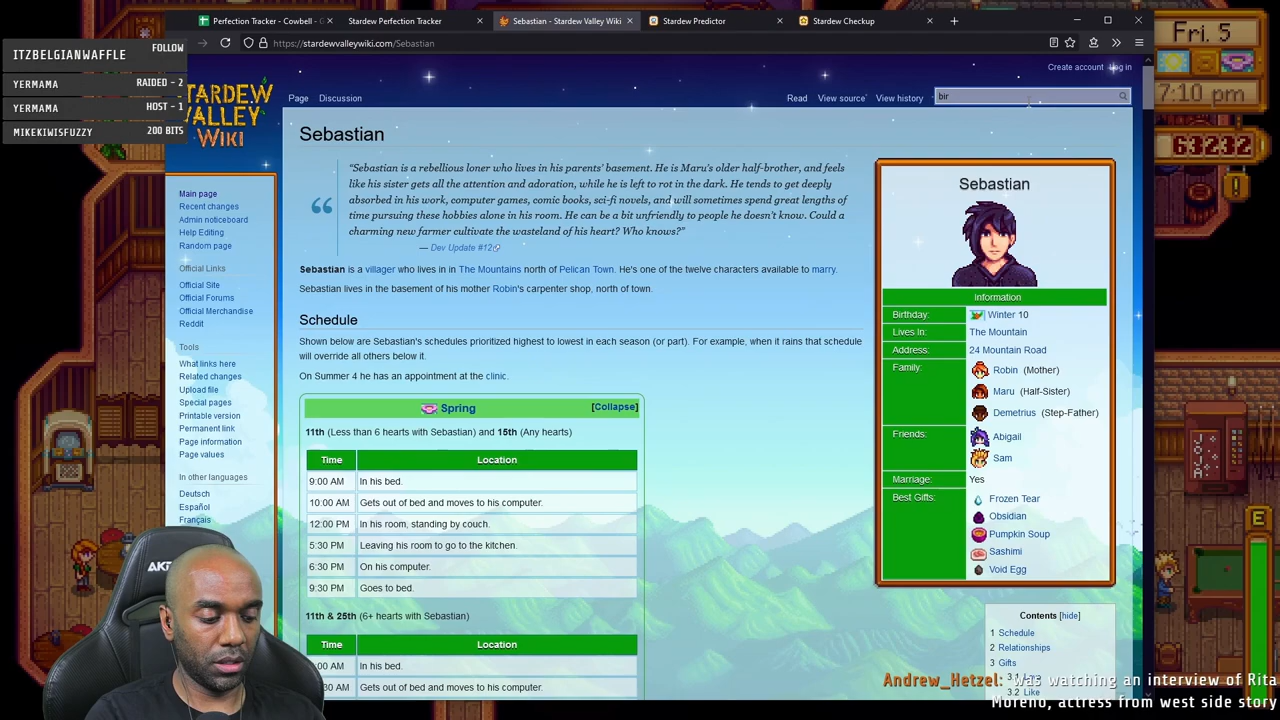 Perfection Tracker - Cowbell - G
Stardew Perfection Tracker
Sebastian - Stardew Valley Wiki
Stardew Predictor
Stardew Checkup
https://stardewvalleywiki.com/Sebastian
ITZBELGIANWAFFLE FOLLOW
YERMAMA RAIDED - 2
YERMAMA HOST - 1
MIKEKIWISFUZZY 200 BITS
Fri. 5
7:10 pm
63232
Create account Log in
Page Discussion Read View source View history bir
STARDEW
VALLEY
WIKI
Sebastian
"Sebastian is a rebellious loner who lives in his parents' basement. He is Maru's older half-brother, and feels
like his sister gets all the attention and adoration, while he is left to rot in the dark. He tends to get deeply
absorbed in his work, computer games, comic books, sci-fi novels, and will sometimes spend great lengths
of time pursuing these hobbies alone in his room. He can be a bit unfriendly to people he doesn't know. Could a
charming new farmer cultivate the wasteland of his heart? Who knows?"
— Dev Update #12
Sebastian is a villager who lives in in The Mountains north of Pelican Town. He's one of the twelve characters available to marry.
Sebastian lives in the basement of his mother Robin's carpenter shop, north of town.
Schedule
Shown below are Sebastian's schedules prioritized highest to lowest in each season (or part). For example, when it rains that schedule
will override all others below it.
On Summer 4 he has an appointment at the clinic.
Spring [Collapse]
11th (Less than 6 hearts with Sebastian) and 15th (Any hearts)
Time Location
9:00 AM In his bed.
10:00 AM Gets out of bed and moves to his computer.
12:00 PM In his room, standing by couch.
5:30 PM Leaving his room to go to the kitchen.
6:30 PM On his computer.
9:30 PM Goes to bed.
11th & 25th (6+ hearts with Sebastian)
Time Location
:00 AM In his bed.
30 AM Gets out of bed and moves to his computer.
Main page
Recent changes
Admin noticeboard
Help Editing
Random page
Official Links
Official Site
Official Forums
Official Merchandise
Reddit
Tools
What links here
Related changes
Upload file
Special pages
Printable version
Permanent link
Page information
Page values
In other languages
Deutsch
Español
Français
Sebastian
Information
Birthday: Winter 10
Lives In: The Mountain
Address: 24 Mountain Road
Family: Robin (Mother)
Maru (Half-Sister)
Demetrius (Step-Father)
Friends: Abigail
Sam
Marriage: Yes
Best Gifts: Frozen Tear
Obsidian
Pumpkin Soup
Sashimi
Void Egg
Contents [hide]
1 Schedule
2 Relationships
3 Gifts
3.2 Like
JOJA
E
Andrew_Hetzel: was watching an interview of Rita
Moreno, actress from west side story